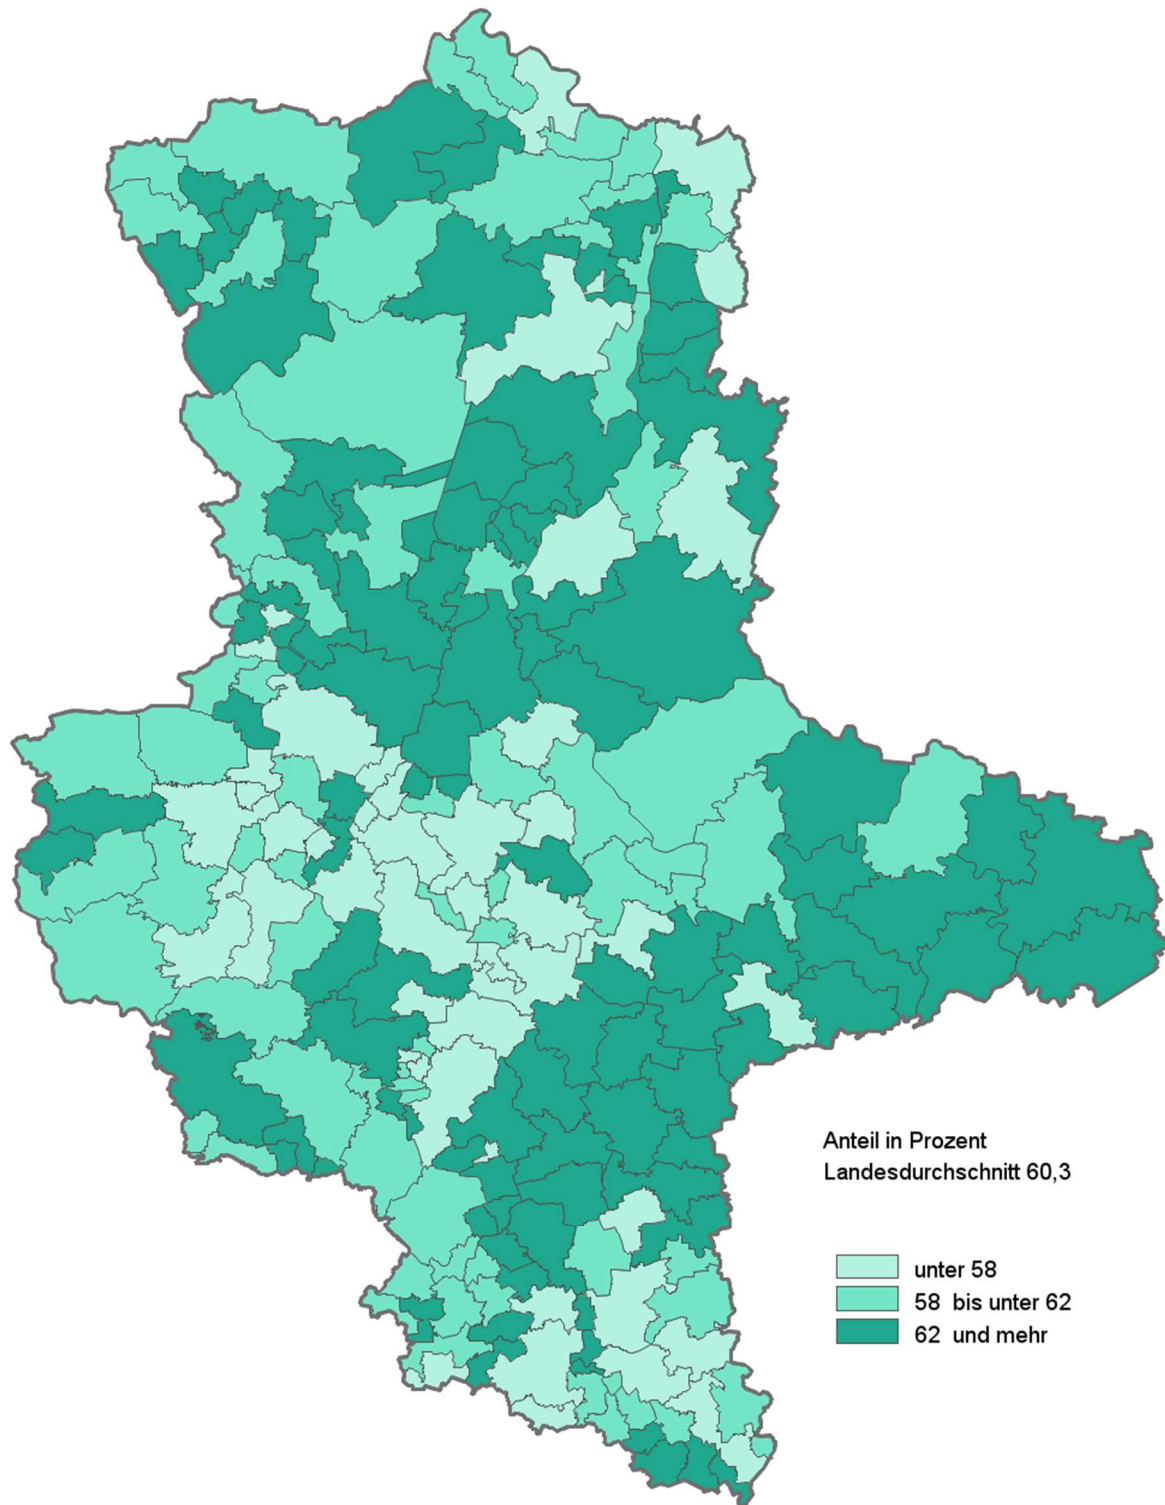 Anteil in Prozent
Landesdurchschnitt 60,3
unter 58
58 bis unter 62
62 und mehr